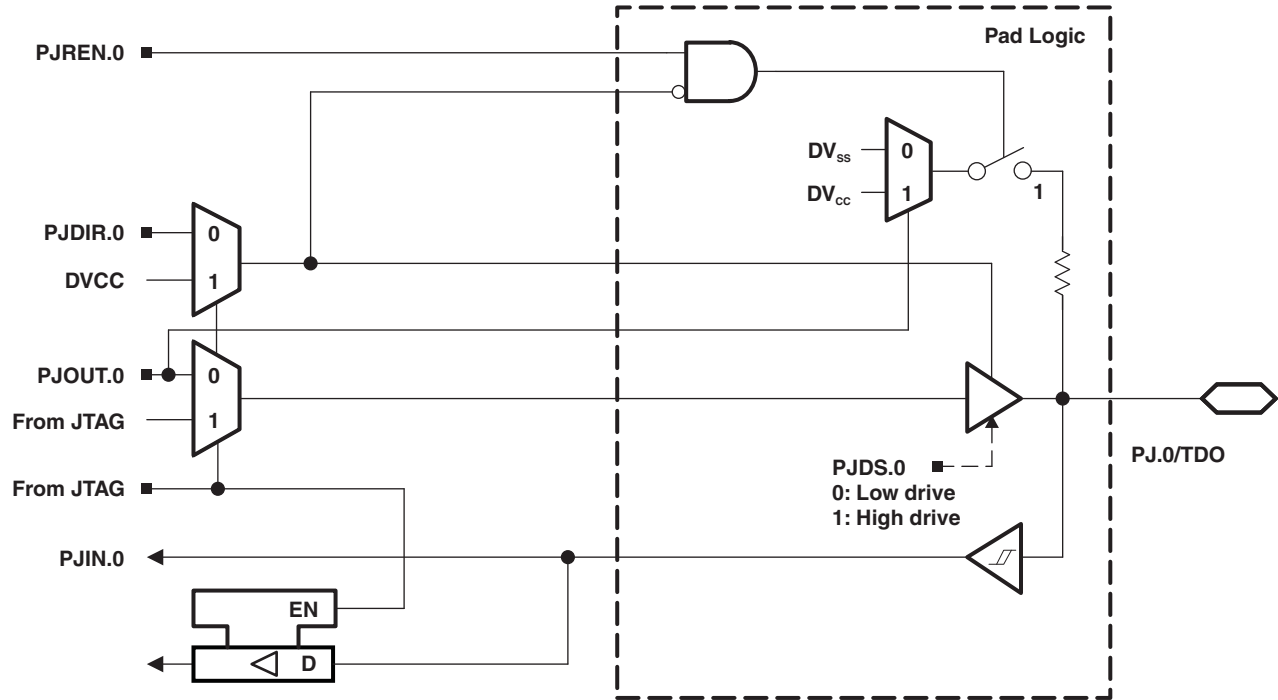 Pad Logic
PJREN.0
DVss
0
DVcc
1
1
PJDIR.0
0
DVCC
1
PJOUT.0
0
From JTAG
1
From JTAG
PJDS.0
0: Low drive
1: High drive
PJ.0/TDO
PJIN.0
EN
D